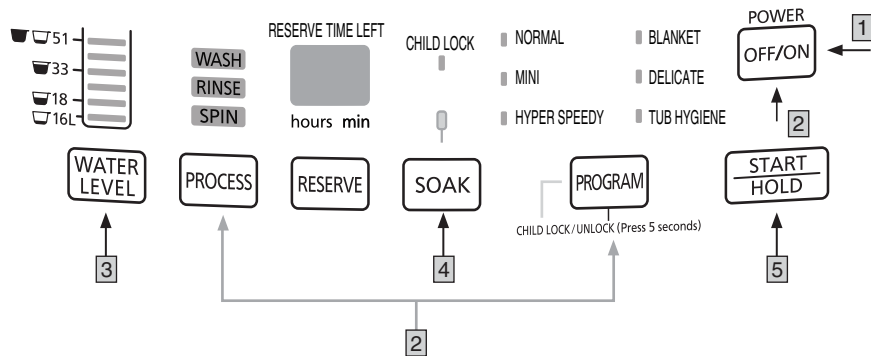 POWER
1
RESERVE TIME LEFT
CHILD LOCK
NORMAL
BLANKET
OFF/ON
51
WASH
MINI
DELICATE
33
RINSE
18
SPIN
hours min
HYPER SPEEDY
TUB HYGIENE
2
16L
WATER
LEVEL
PROCESS
RESERVE
SOAK
PROGRAM
START
HOLD
CHILD LOCK/UNLOCK (Press 5 seconds)
3
4
5
2